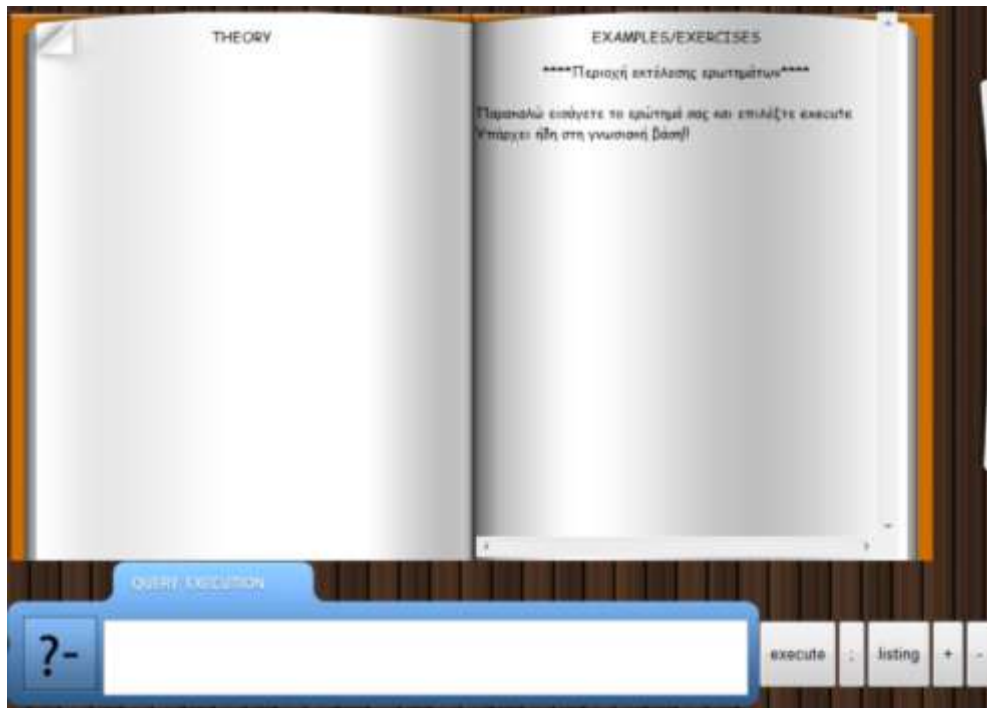 THEORY
EXAMPLES/EXERCISES
****Περιοχή εκτέλεσης ερωτημάτων****
Παρακαλώ εισάγετε το ερώτημά σας και επιλέξτε execute
Υπάρχει ήδη στη γνωσιακή βάση!!
QUERY EXECUTION
?-
execute
;
listing
+
-